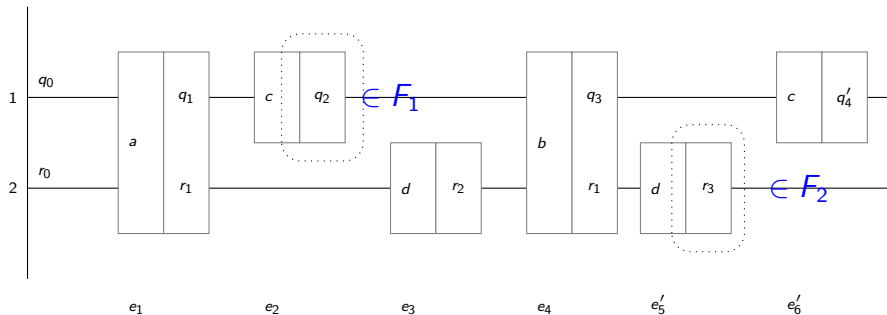 q₀ q₁ c q₂ ∈ F₁ q₃ c q′₄
1
a b
r₀ r₁ d r₂ r₁ d r₃ ∈ F₂
2
e₁ e₂ e₃ e₄ e′₅ e′₆